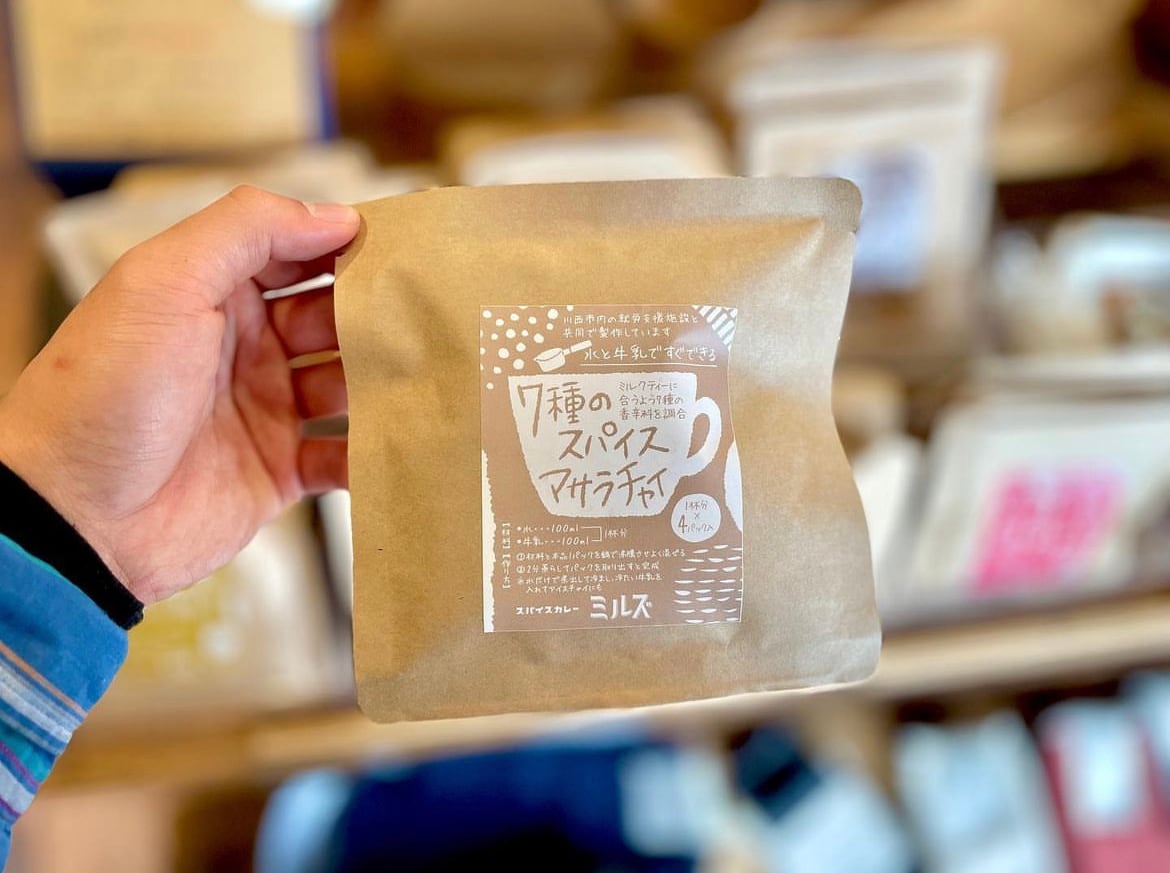 川西市内の就労支援施設と
共同で製作しています
水と牛乳ですぐできる
7種の
スパイス
マサラチャイ
ミルクティーに
合うよう7種の
香辛料を調合
1杯分
×
4パック入
【材料】
・水・・・100ml
・牛乳・・・100ml
1杯分
【作り方】
①材料と本品1パックを鍋で沸騰させよく混ぜる
②2分蒸らしてパックを取り出すと完成
※水だけで煮出して冷まし、冷たい牛乳を
入れてアイスチャイにも
スパイスカレー ミルズ